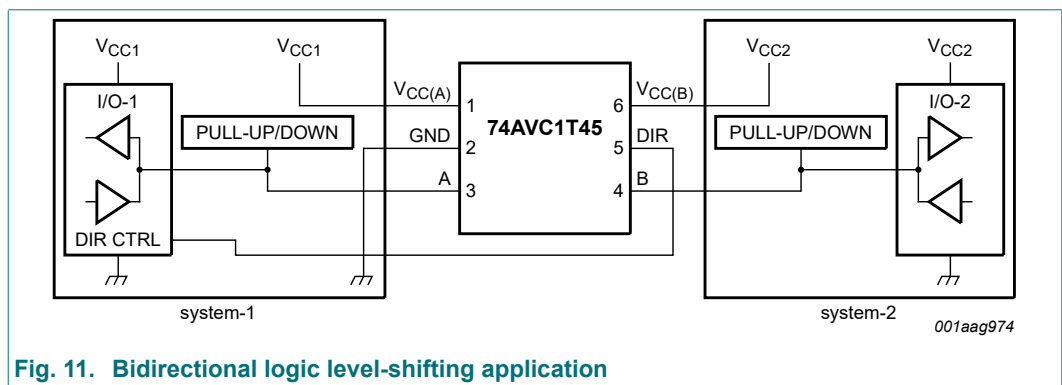 VCC1
VCC1
VCC2
VCC2
I/O-1
PULL-UP/DOWN
DIR CTRL
VCC(A)
GND
A
1
2
3
74AVC1T45
6
5
4
VCC(B)
DIR
B
PULL-UP/DOWN
I/O-2
system-1
system-2
001aag974
Fig. 11. Bidirectional logic level-shifting application